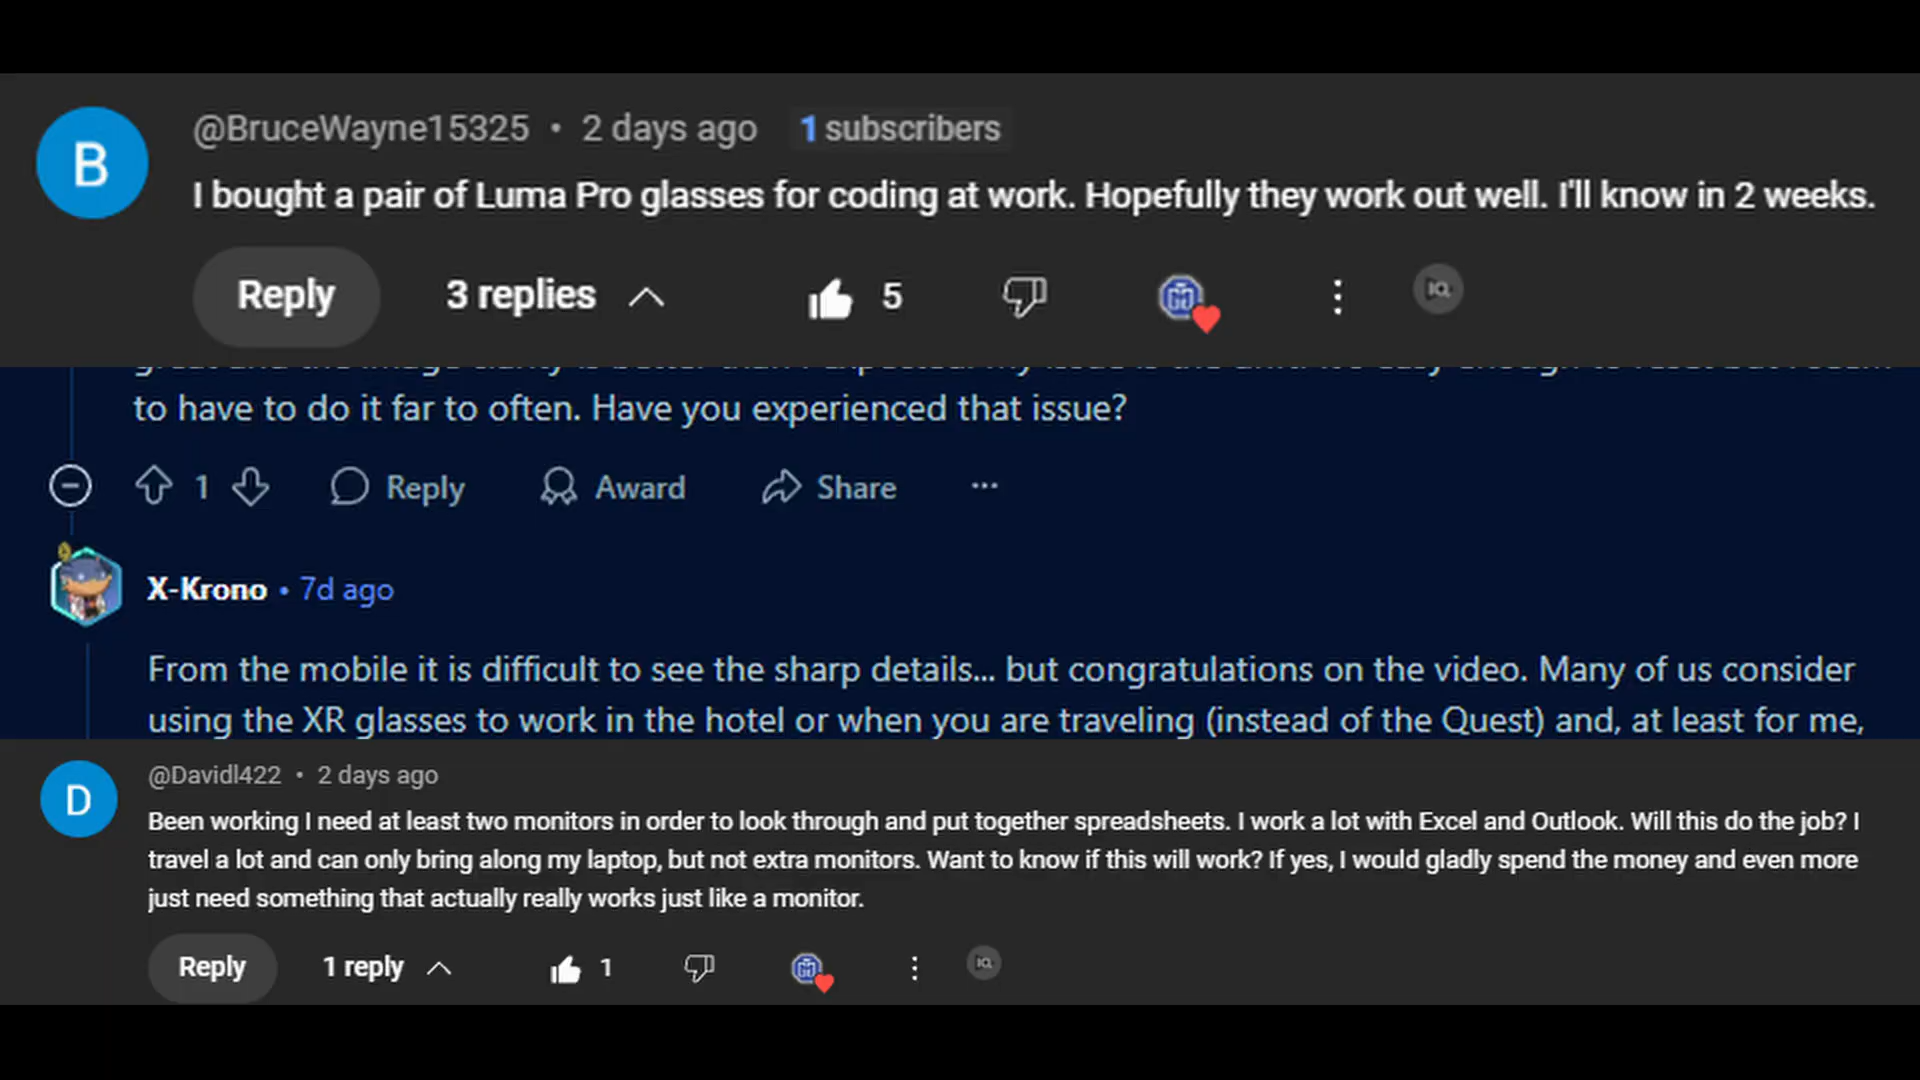 B
@BruceWayne15325 • 2 days ago 1 subscribers
I bought a pair of Luma Pro glasses for coding at work. Hopefully they work out well. I'll know in 2 weeks.
Reply 3 replies 5 IQ
to have to do it far to often. Have you experienced that issue?
1 Reply Award Share ...
X-Krono • 7d ago
From the mobile it is difficult to see the sharp details... but congratulations on the video. Many of us consider
using the XR glasses to work in the hotel or when you are traveling (instead of the Quest) and, at least for me,
D
@Davidl422 • 2 days ago
Been working I need at least two monitors in order to look through and put together spreadsheets. I work a lot with Excel and Outlook. Will this do the job? I
travel a lot and can only bring along my laptop, but not extra monitors. Want to know if this will work? If yes, I would gladly spend the money and even more
just need something that actually really works just like a monitor.
Reply 1 reply 1 IQ